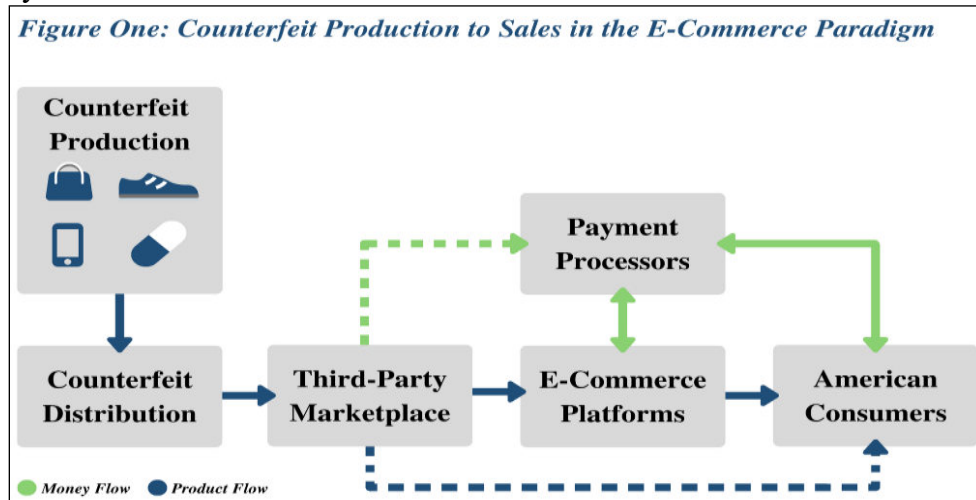 Figure One: Counterfeit Production to Sales in the E-Commerce Paradigm
Counterfeit
Production
Payment
Processors
Counterfeit
Distribution
Third-Party
Marketplace
E-Commerce
Platforms
American
Consumers
Money Flow
Product Flow